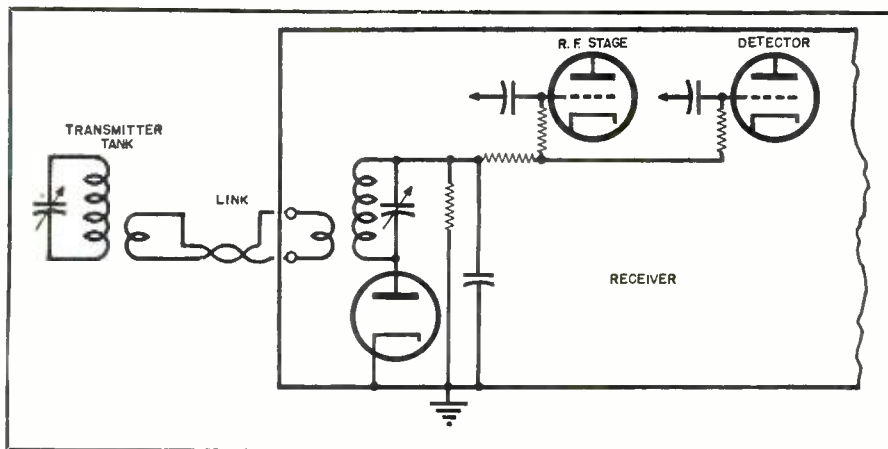 R.F. STAGE
DETECTOR
TRANSMITTER
TANK
LINK
RECEIVER